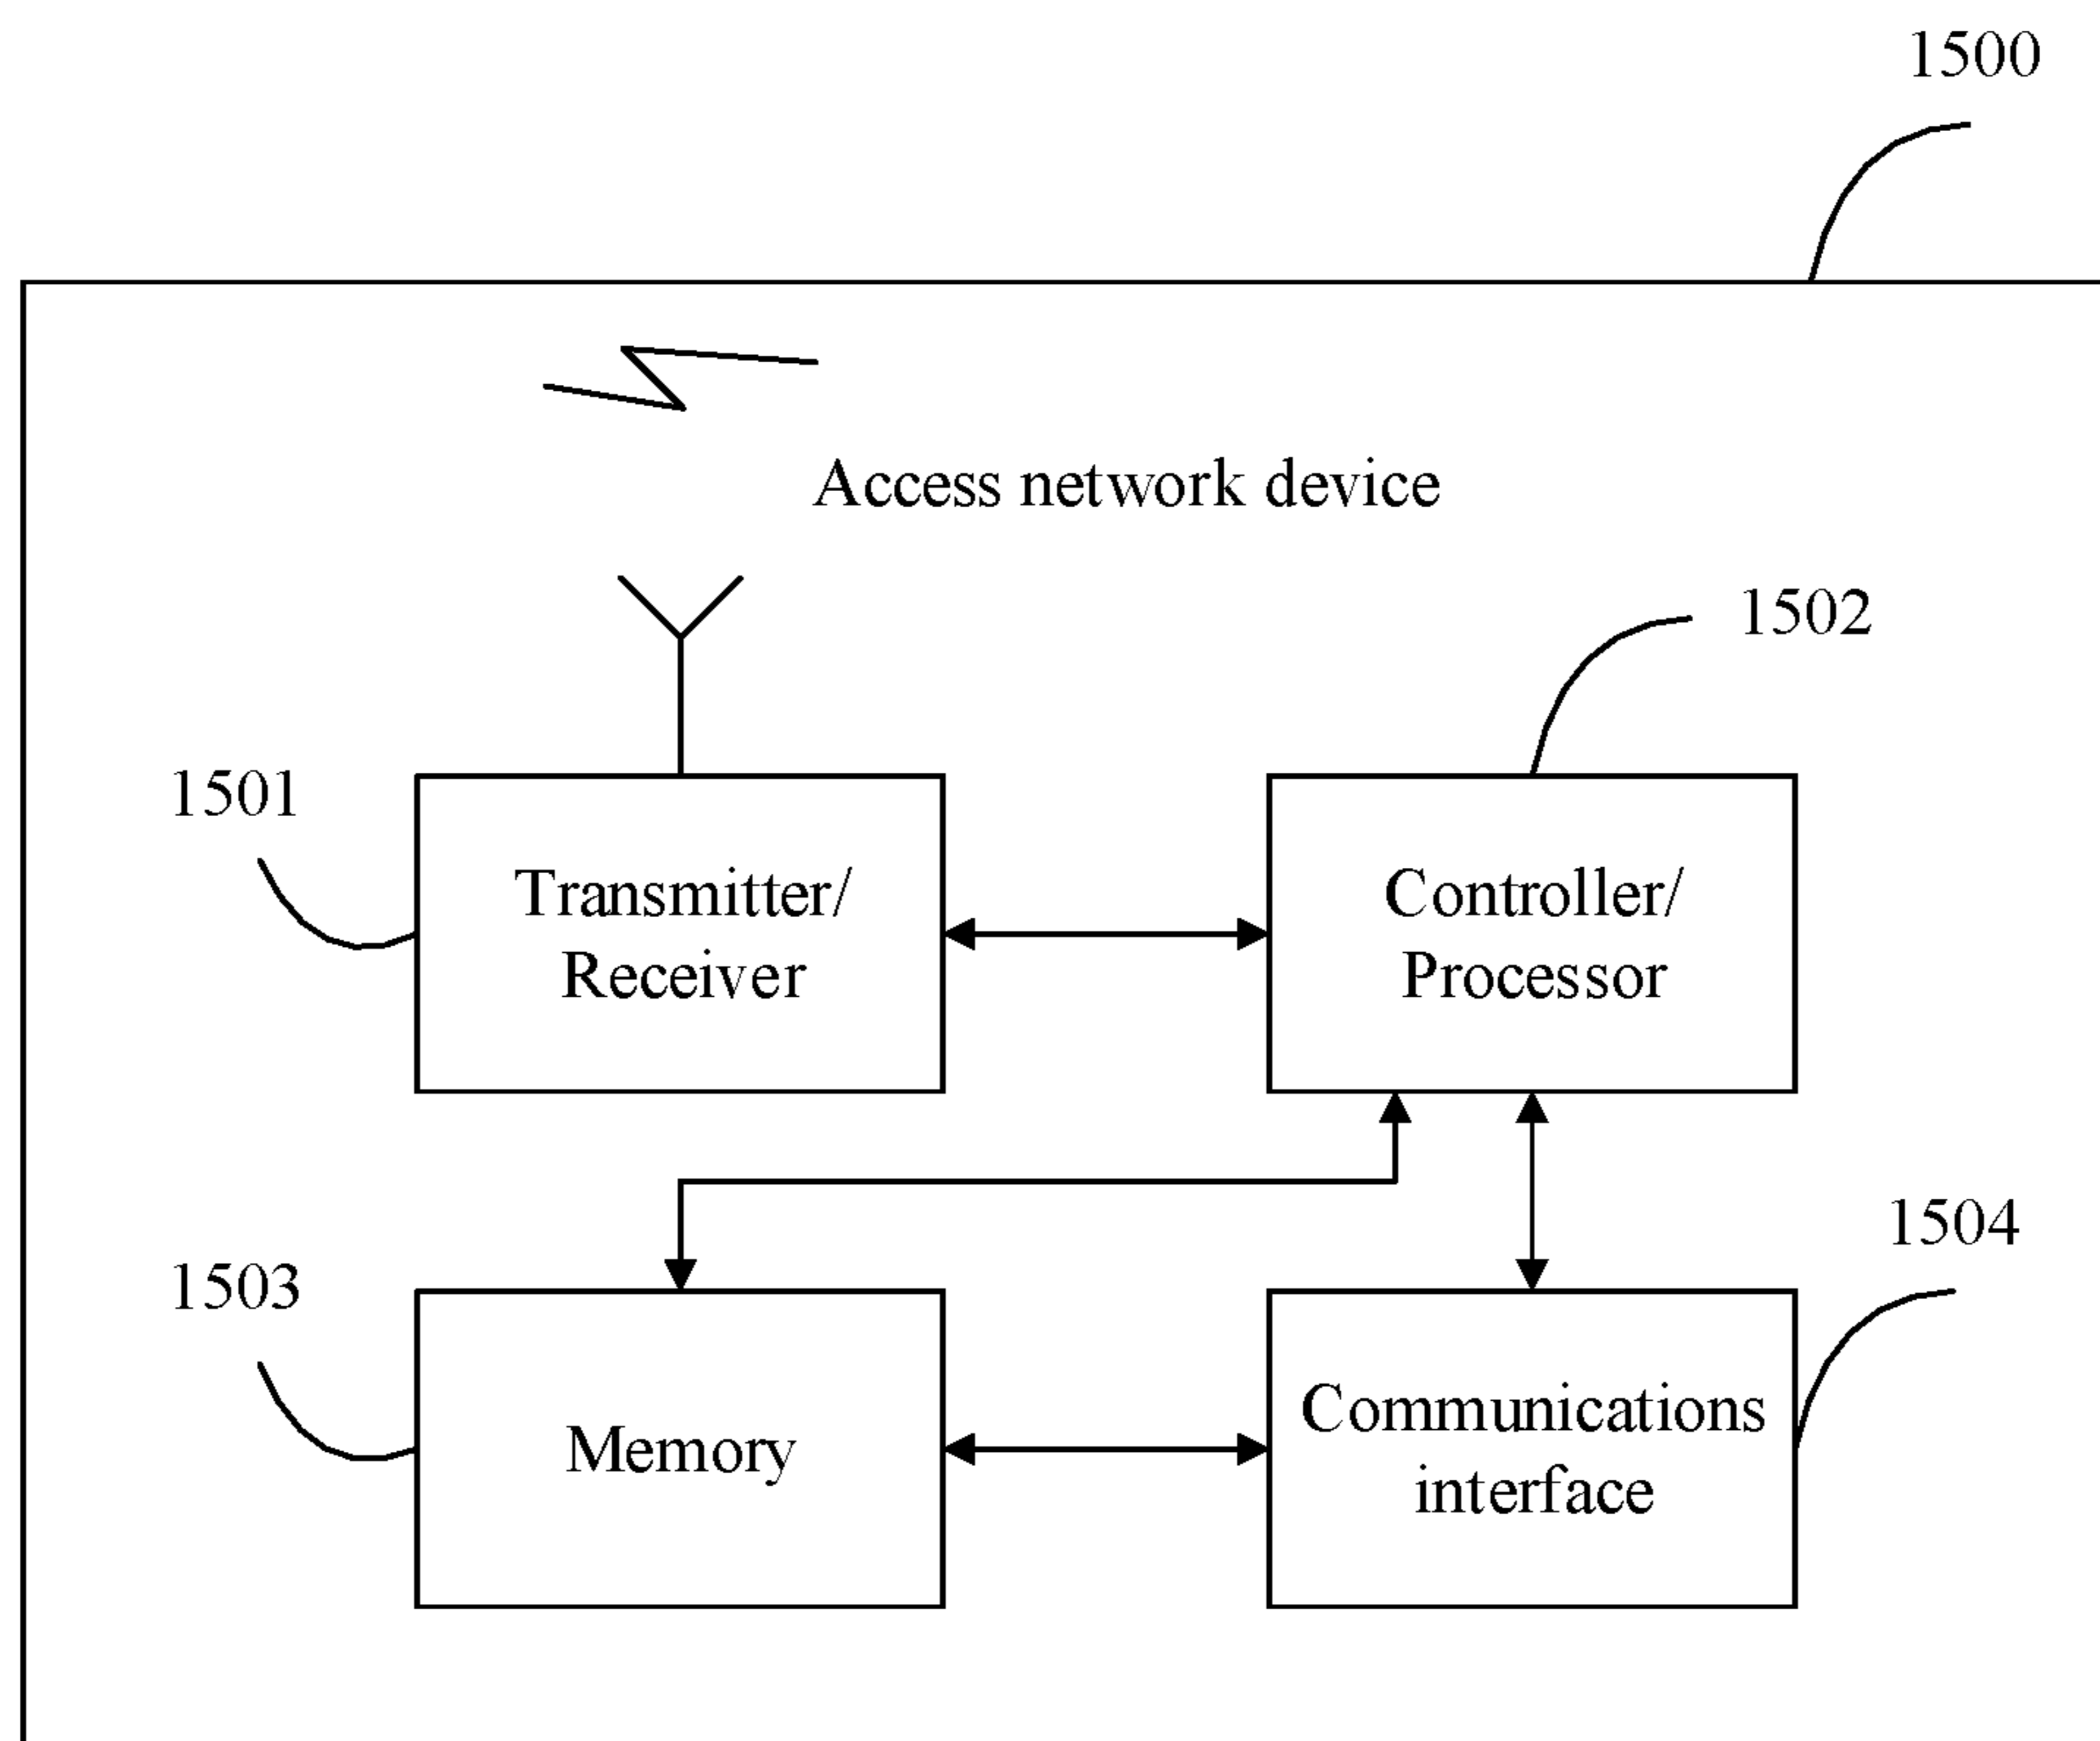 1500
Access network device
1502
1501
Transmitter/
Receiver
Controller/
Processor
1504
1503
Memory
Communications
interface